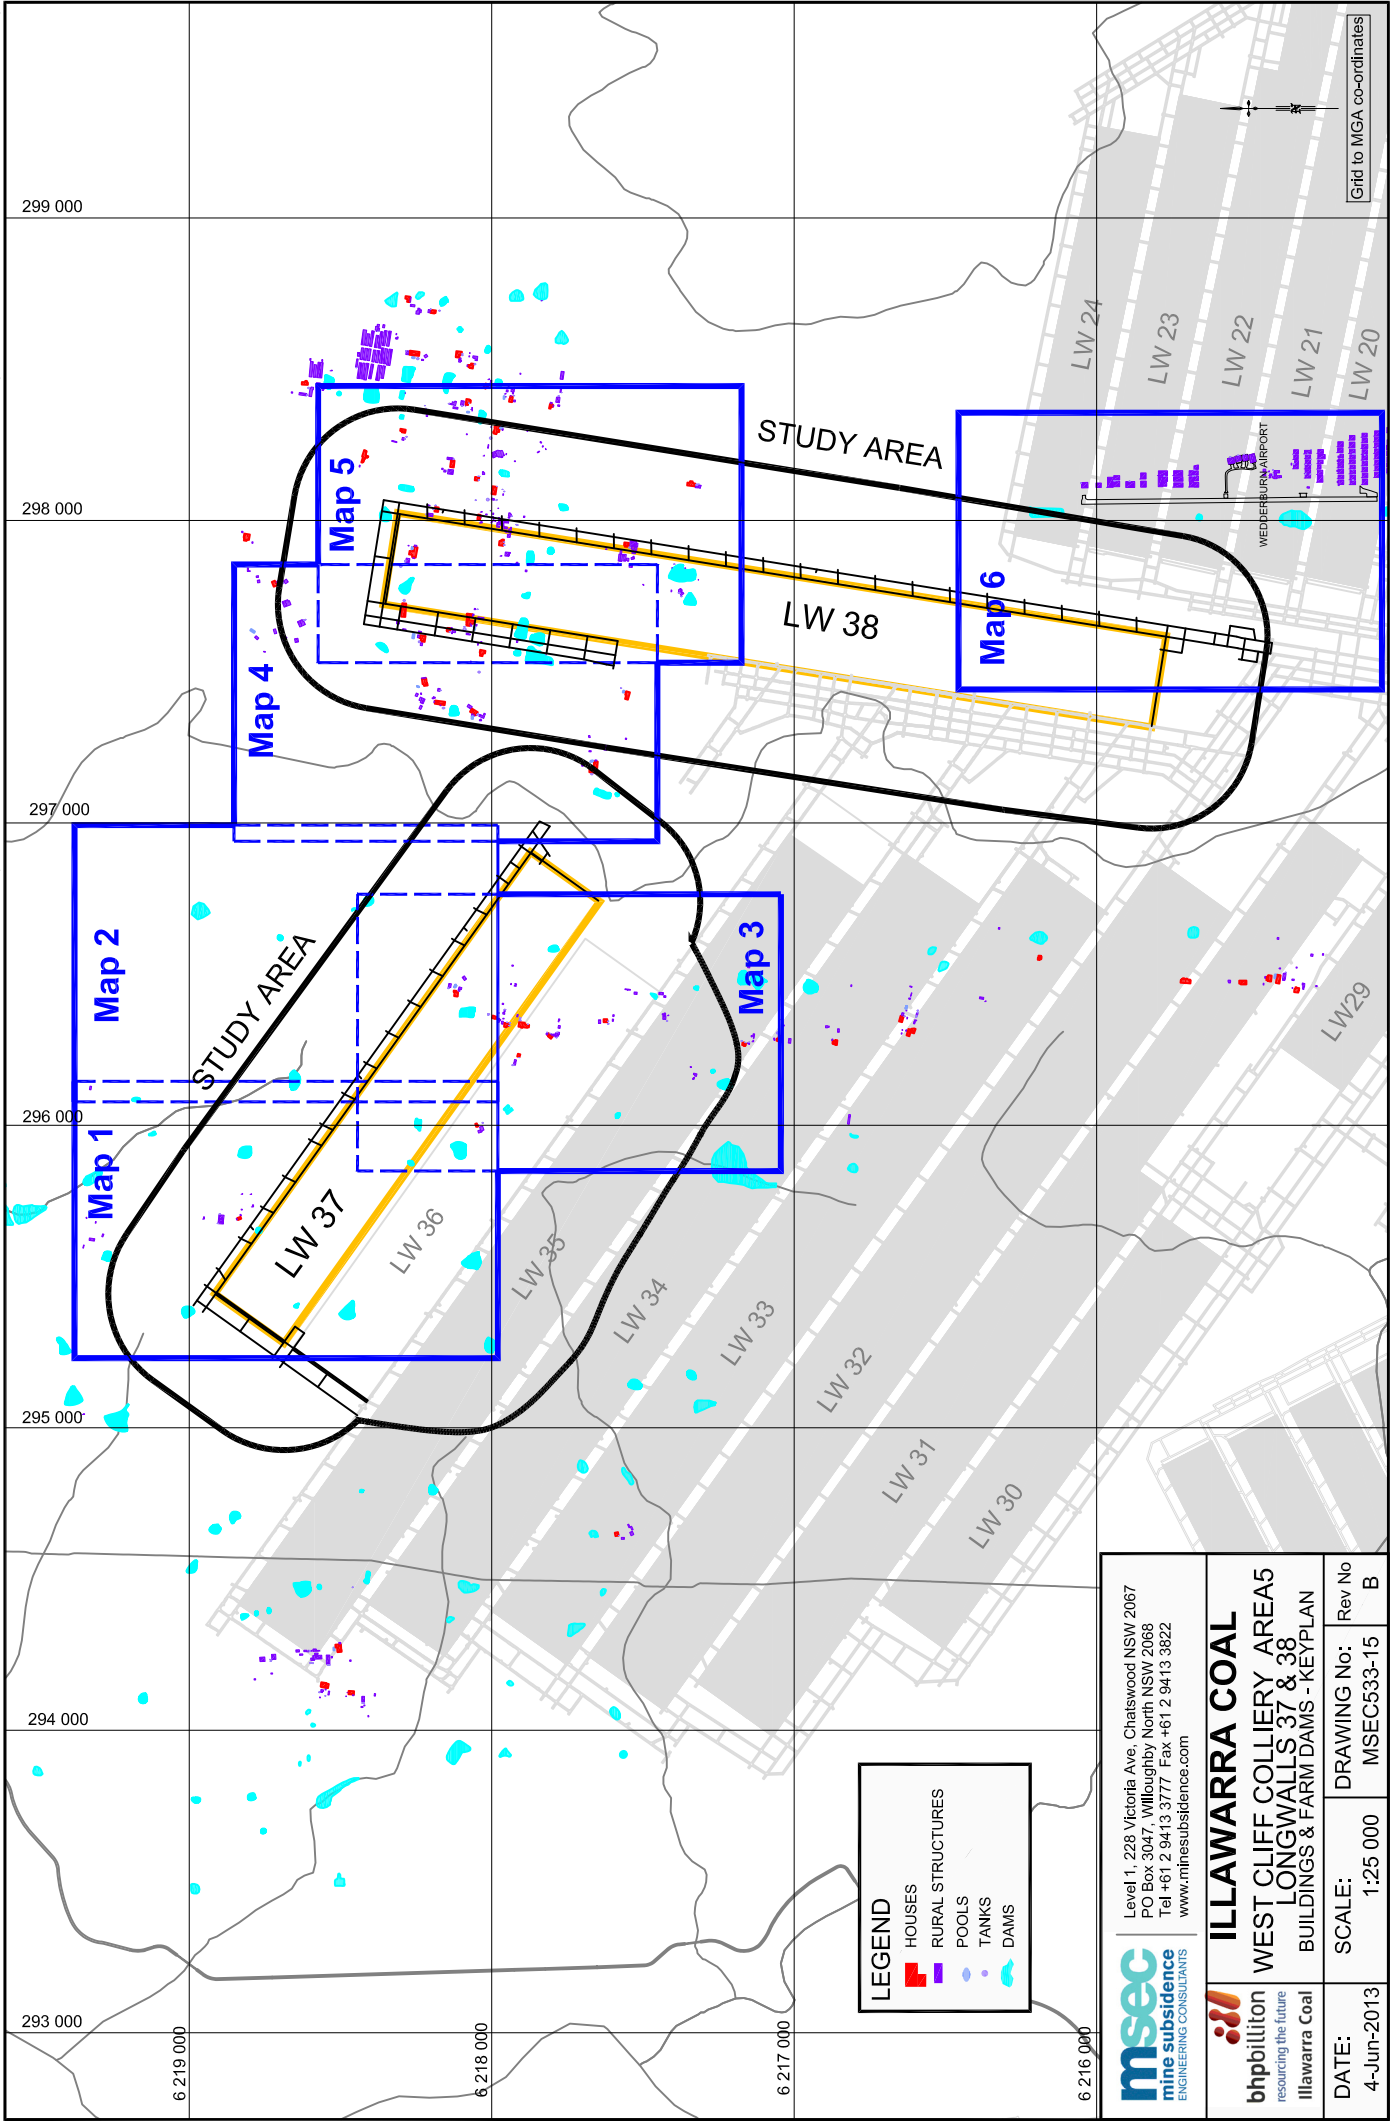 299 000
298 000
297 000
296 000
295 000
294 000
293 000
6 219 000
6 218 000
6 217 000
6 216 000
Map 1
Map 2
Map 3
Map 4
Map 5
Map 6
STUDY AREA
STUDY AREA
LW 37
LW 38
LW 36
LW 35
LW 34
LW 33
LW 32
LW 31
LW 30
LW29
LW 24
LW 23
LW 22
LW 21
LW 20
WEDDERBURN AIRPORT
N
Grid to MGA co-ordinates
LEGEND
HOUSES
RURAL STRUCTURES
POOLS
TANKS
DAMS
msec
mine subsidence
ENGINEERING CONSULTANTS
Level 1, 228 Victoria Ave, Chatswood NSW 2067
PO Box 3047, Willoughby North NSW 2068
Tel +61 2 9413 3777 Fax +61 2 9413 3822
www.minesubsidence.com
bhpbilliton
resourcing the future
Illawarra Coal
ILLAWARRA COAL
WEST CLIFF COLLIERY AREA5
LONGWALLS 37 & 38
BUILDINGS & FARM DAMS - KEYPLAN
DATE:
4-Jun-2013
SCALE:
1:25 000
DRAWING No:
MSEC533-15
Rev No
B